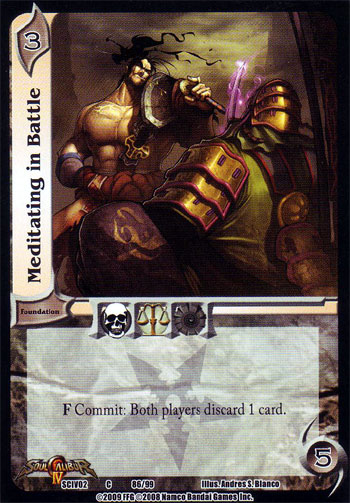 3
Meditating in Battle
foundation
F Commit: Both players discard 1 card.
5
SOULCALIBUR
IV
SCIV02 C 86/99 Illus. Andres S. Blanco
©2009 FFG ©2008 Namco Bandai Games Inc.